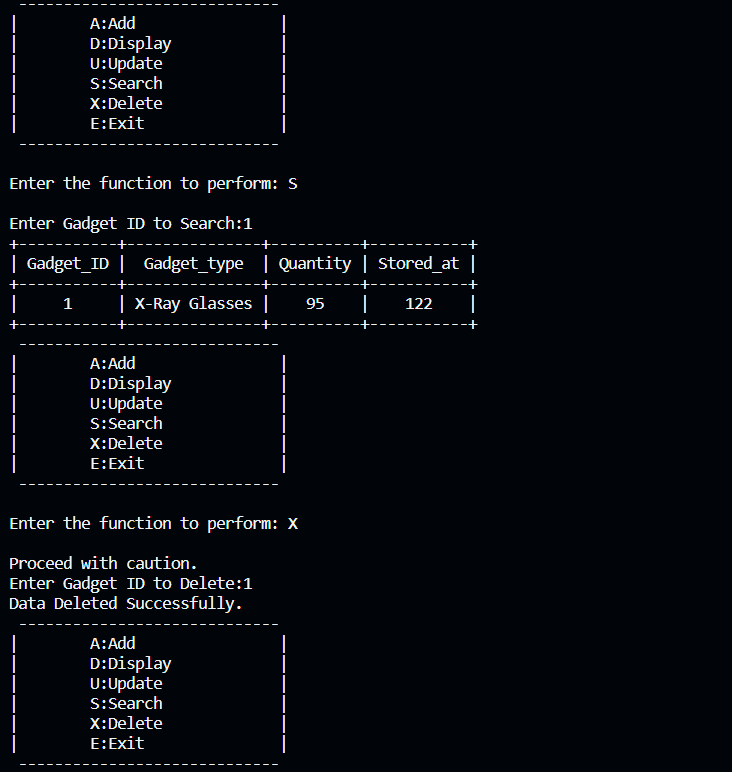 -----------------------------
|        A:Add                |
|        D:Display            |
|        U:Update             |
|        S:Search             |
|        X:Delete             |
|        E:Exit               |
 -----------------------------
Enter the function to perform: S
Enter Gadget ID to Search:1
+-----------+---------------+----------+-----------+
| Gadget_ID |  Gadget_type  | Quantity | Stored_at |
+-----------+---------------+----------+-----------+
|     1     | X-Ray Glasses |    95    |    122    |
+-----------+---------------+----------+-----------+
 -----------------------------
|        A:Add                |
|        D:Display            |
|        U:Update             |
|        S:Search             |
|        X:Delete             |
|        E:Exit               |
 -----------------------------
Enter the function to perform: X
Proceed with caution.
Enter Gadget ID to Delete:1
Data Deleted Successfully.
 -----------------------------
|        A:Add                |
|        D:Display            |
|        U:Update             |
|        S:Search             |
|        X:Delete             |
|        E:Exit               |
 -----------------------------